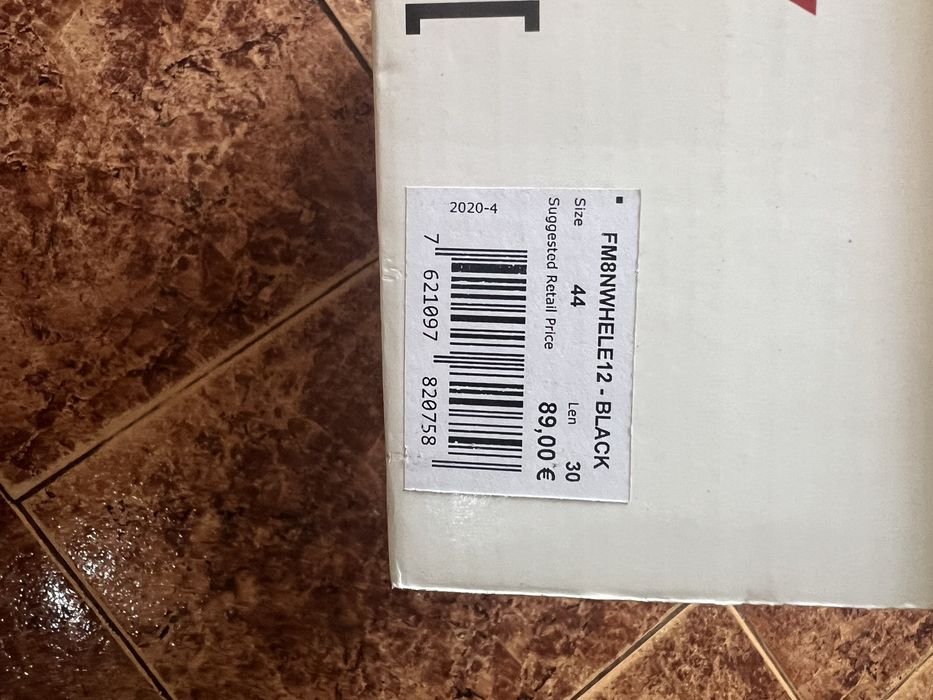 FM8NWHELE12 - BLACK
Size 44 Len 30
Suggested Retail Price 89,00 €
2020-4
7 621097 820758